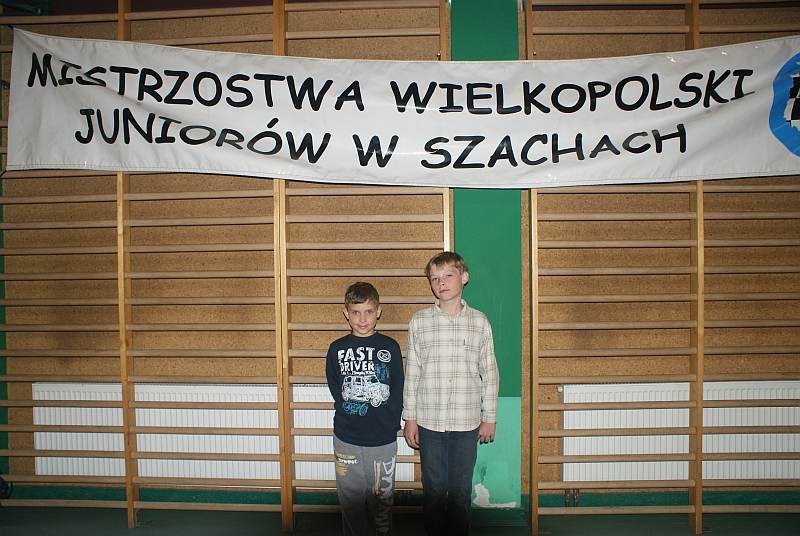 MISTRZOSTWA WIELKOPOLSKI
JUNIORÓW W SZACHACH
FAST
DRIVER